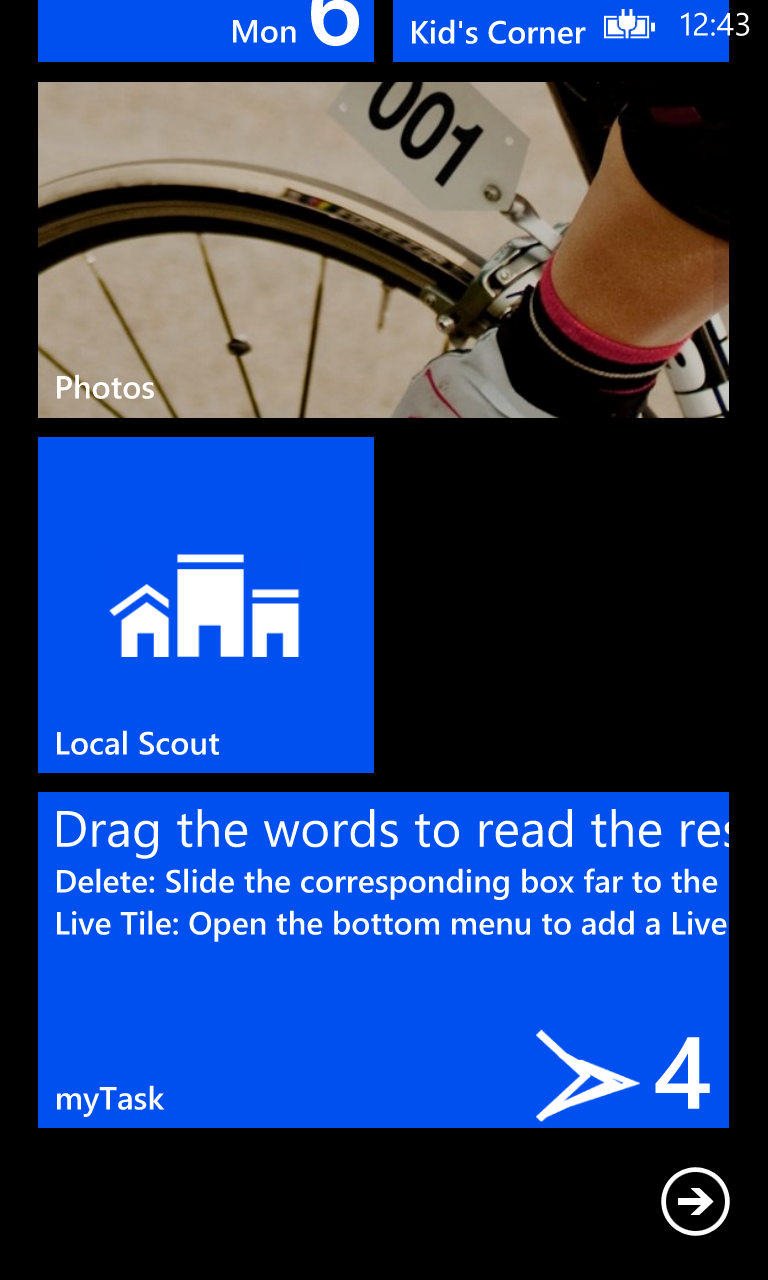 Mon 6
Kid's Corner
12:43
001
Photos
Local Scout
Drag the words to read the res
Delete: Slide the corresponding box far to the
Live Tile: Open the bottom menu to add a Live
myTask
4